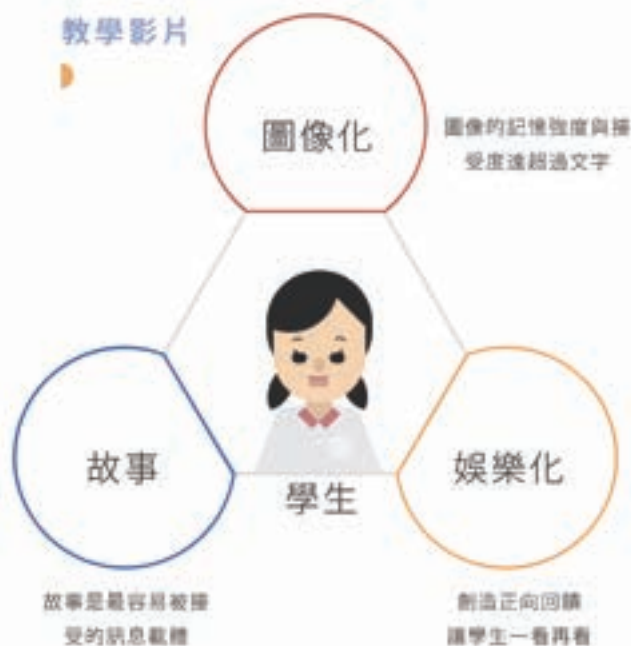 教學影片
圖像化
圖像的記憶強度與接
受度遠超過文字
故事
娛樂化
學生
故事是最容易被接
受的訊息載體
創造正向回饋
讓學生一看再看